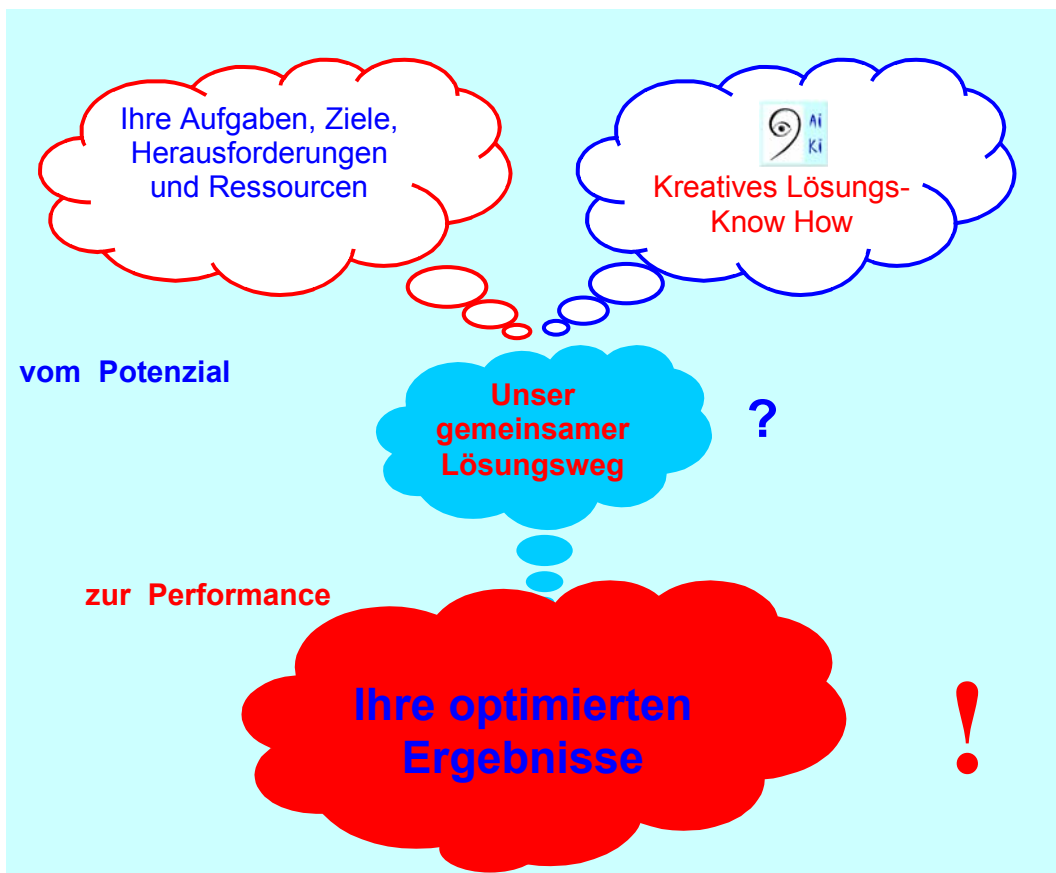 Ihre Aufgaben, Ziele,
Herausforderungen
und Ressourcen
Ai
Ki
Kreatives Lösungs-
Know How
vom Potenzial
Unser
gemeinsamer
Lösungsweg
?
zur Performance
Ihre optimierten
Ergebnisse
!